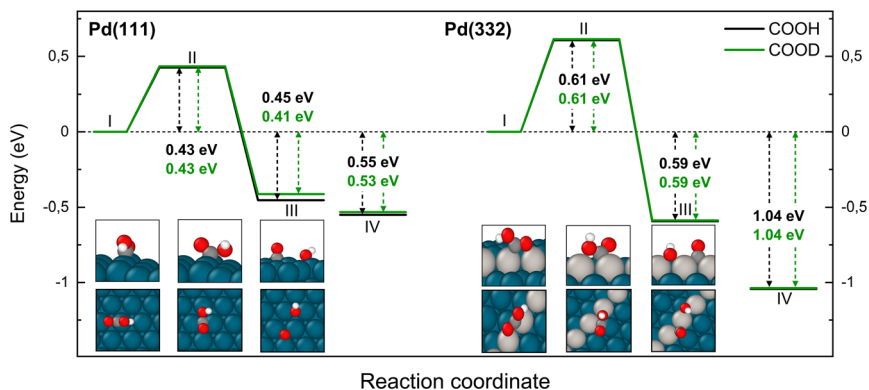 Pd(111)
Pd(332)
COOH
COOD
II
II
0,5
0,5
0.61 eV
0.61 eV
0.45 eV
0.41 eV
I
I
0
0
0.43 eV
0.43 eV
0.55 eV
0.53 eV
0.59 eV
0.59 eV
III
III
-0,5
-0,5
IV
1.04 eV
1.04 eV
-1
-1
IV
Energy (eV)
Reaction coordinate